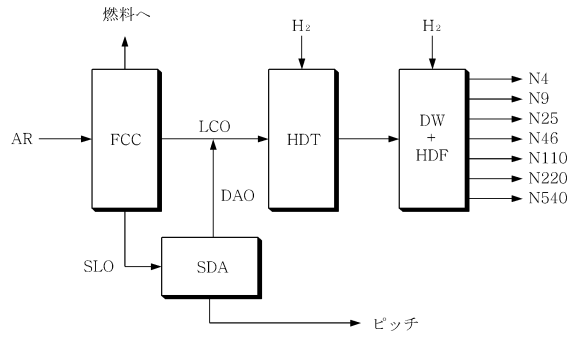 燃料へ
H₂
H₂
AR
FCC
LCO
HDT
DW
+
HDF
N4
N9
N25
N46
N110
N220
N540
DAO
SLO
SDA
ピッチ